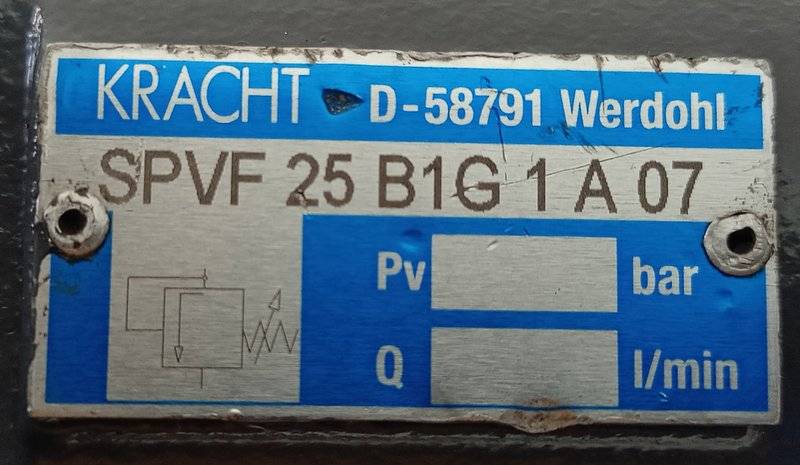 KRACHT D-58791 Werdohl
SPVF 25 B1G 1 A 07
Pv bar
Q l/min